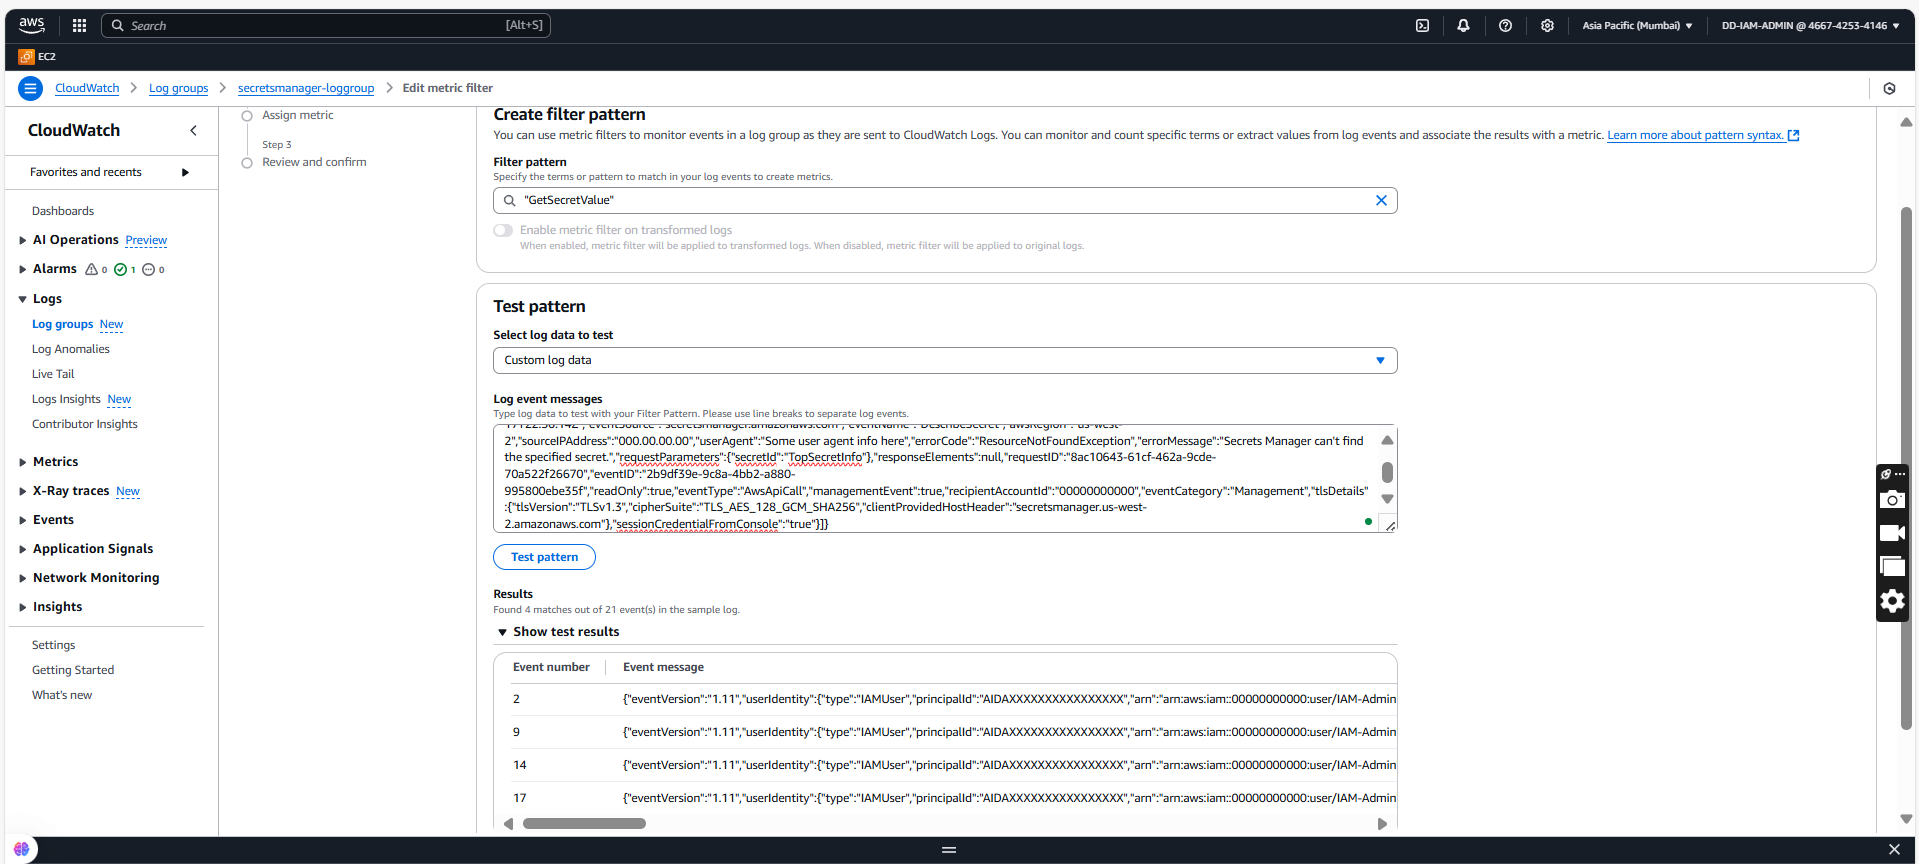 aws
Search [Alt+S]
Asia Pacific (Mumbai)
DD-IAM-ADMIN @ 4667-4253-4146
EC2
CloudWatch
Log groups
secretsmanager-loggroup
Edit metric filter
CloudWatch
Favorites and recents
Dashboards
AI Operations Preview
Alarms 0 1 0
Logs
Log groups New
Log Anomalies
Live Tail
Logs Insights New
Contributor Insights
Metrics
X-Ray traces New
Events
Application Signals
Network Monitoring
Insights
Settings
Getting Started
What's new
Assign metric
Step 3
Review and confirm
Create filter pattern
You can use metric filters to monitor events in a log group as they are sent to CloudWatch Logs. You can monitor and count specific terms or extract values from log events and associate the results with a metric. Learn more about pattern syntax.
Filter pattern
Specify the terms or pattern to match in your log events to create metrics.
"GetSecretValue"
Enable metric filter on transformed logs
When enabled, metric filter will be applied to transformed logs. When disabled, metric filter will be applied to original logs.
Test pattern
Select log data to test
Custom log data
Log event messages
Type log data to test with your Filter Pattern. Please use line breaks to separate log events.
2","sourceIPAddress":"000.00.00.00","userAgent":"Some user agent info here","errorCode":"ResourceNotFoundException","errorMessage":"Secrets Manager can't find
the specified secret.","requestParameters":{"secretId":"TopSecretInfo"},"responseElements":null,"requestID":"8ac10643-61cf-462a-9cde-
70a522f26670","eventID":"2b9df39e-9c8a-4bb2-a880-
995800ebe35f","readOnly":true,"eventType":"AwsApiCall","managementEvent":true,"recipientAccountId":"00000000000","eventCategory":"Management","tlsDetails"
:{"tlsVersion":"TLSv1.3","cipherSuite":"TLS_AES_128_GCM_SHA256","clientProvidedHostHeader":"secretsmanager.us-west-
2.amazonaws.com"},"sessionCredentialFromConsole":"true"}]}
Test pattern
Results
Found 4 matches out of 21 event(s) in the sample log.
Show test results
Event number Event message
2 {"eventVersion":"1.11","userIdentity":{"type":"IAMUser","principalId":"AIDAXXXXXXXXXXXXXXXXX","arn":"arn:aws:iam::00000000000:user/IAM-Admin
9 {"eventVersion":"1.11","userIdentity":{"type":"IAMUser","principalId":"AIDAXXXXXXXXXXXXXXXXX","arn":"arn:aws:iam::00000000000:user/IAM-Admin
14 {"eventVersion":"1.11","userIdentity":{"type":"IAMUser","principalId":"AIDAXXXXXXXXXXXXXXXXX","arn":"arn:aws:iam::00000000000:user/IAM-Admin
17 {"eventVersion":"1.11","userIdentity":{"type":"IAMUser","principalId":"AIDAXXXXXXXXXXXXXXXXX","arn":"arn:aws:iam::00000000000:user/IAM-Admin